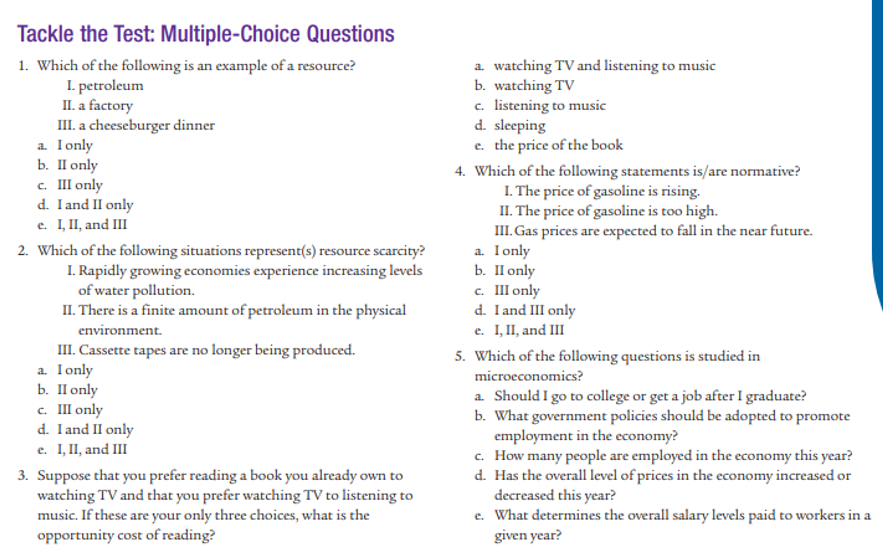 Tackle the Test: Multiple-Choice Questions
1. Which of the following is an example of a resource?
I. petroleum
II. a factory
III. a cheeseburger dinner
a. I only
b. II only
c. III only
d. I and II only
e. I, II, and III
2. Which of the following situations represent(s) resource scarcity?
I. Rapidly growing economies experience increasing levels
of water pollution.
II. There is a finite amount of petroleum in the physical
environment.
III. Cassette tapes are no longer being produced.
a. I only
b. II only
c. III only
d. I and II only
e. I, II, and III
3. Suppose that you prefer reading a book you already own to
watching TV and that you prefer watching TV to listening to
music. If these are your only three choices, what is the
opportunity cost of reading?
a. watching TV and listening to music
b. watching TV
c. listening to music
d. sleeping
e. the price of the book
4. Which of the following statements is/are normative?
I. The price of gasoline is rising.
II. The price of gasoline is too high.
III. Gas prices are expected to fall in the near future.
a. I only
b. II only
c. III only
d. I and III only
e. I, II, and III
5. Which of the following questions is studied in
microeconomics?
a. Should I go to college or get a job after I graduate?
b. What government policies should be adopted to promote
employment in the economy?
c. How many people are employed in the economy this year?
d. Has the overall level of prices in the economy increased or
decreased this year?
e. What determines the overall salary levels paid to workers in a
given year?